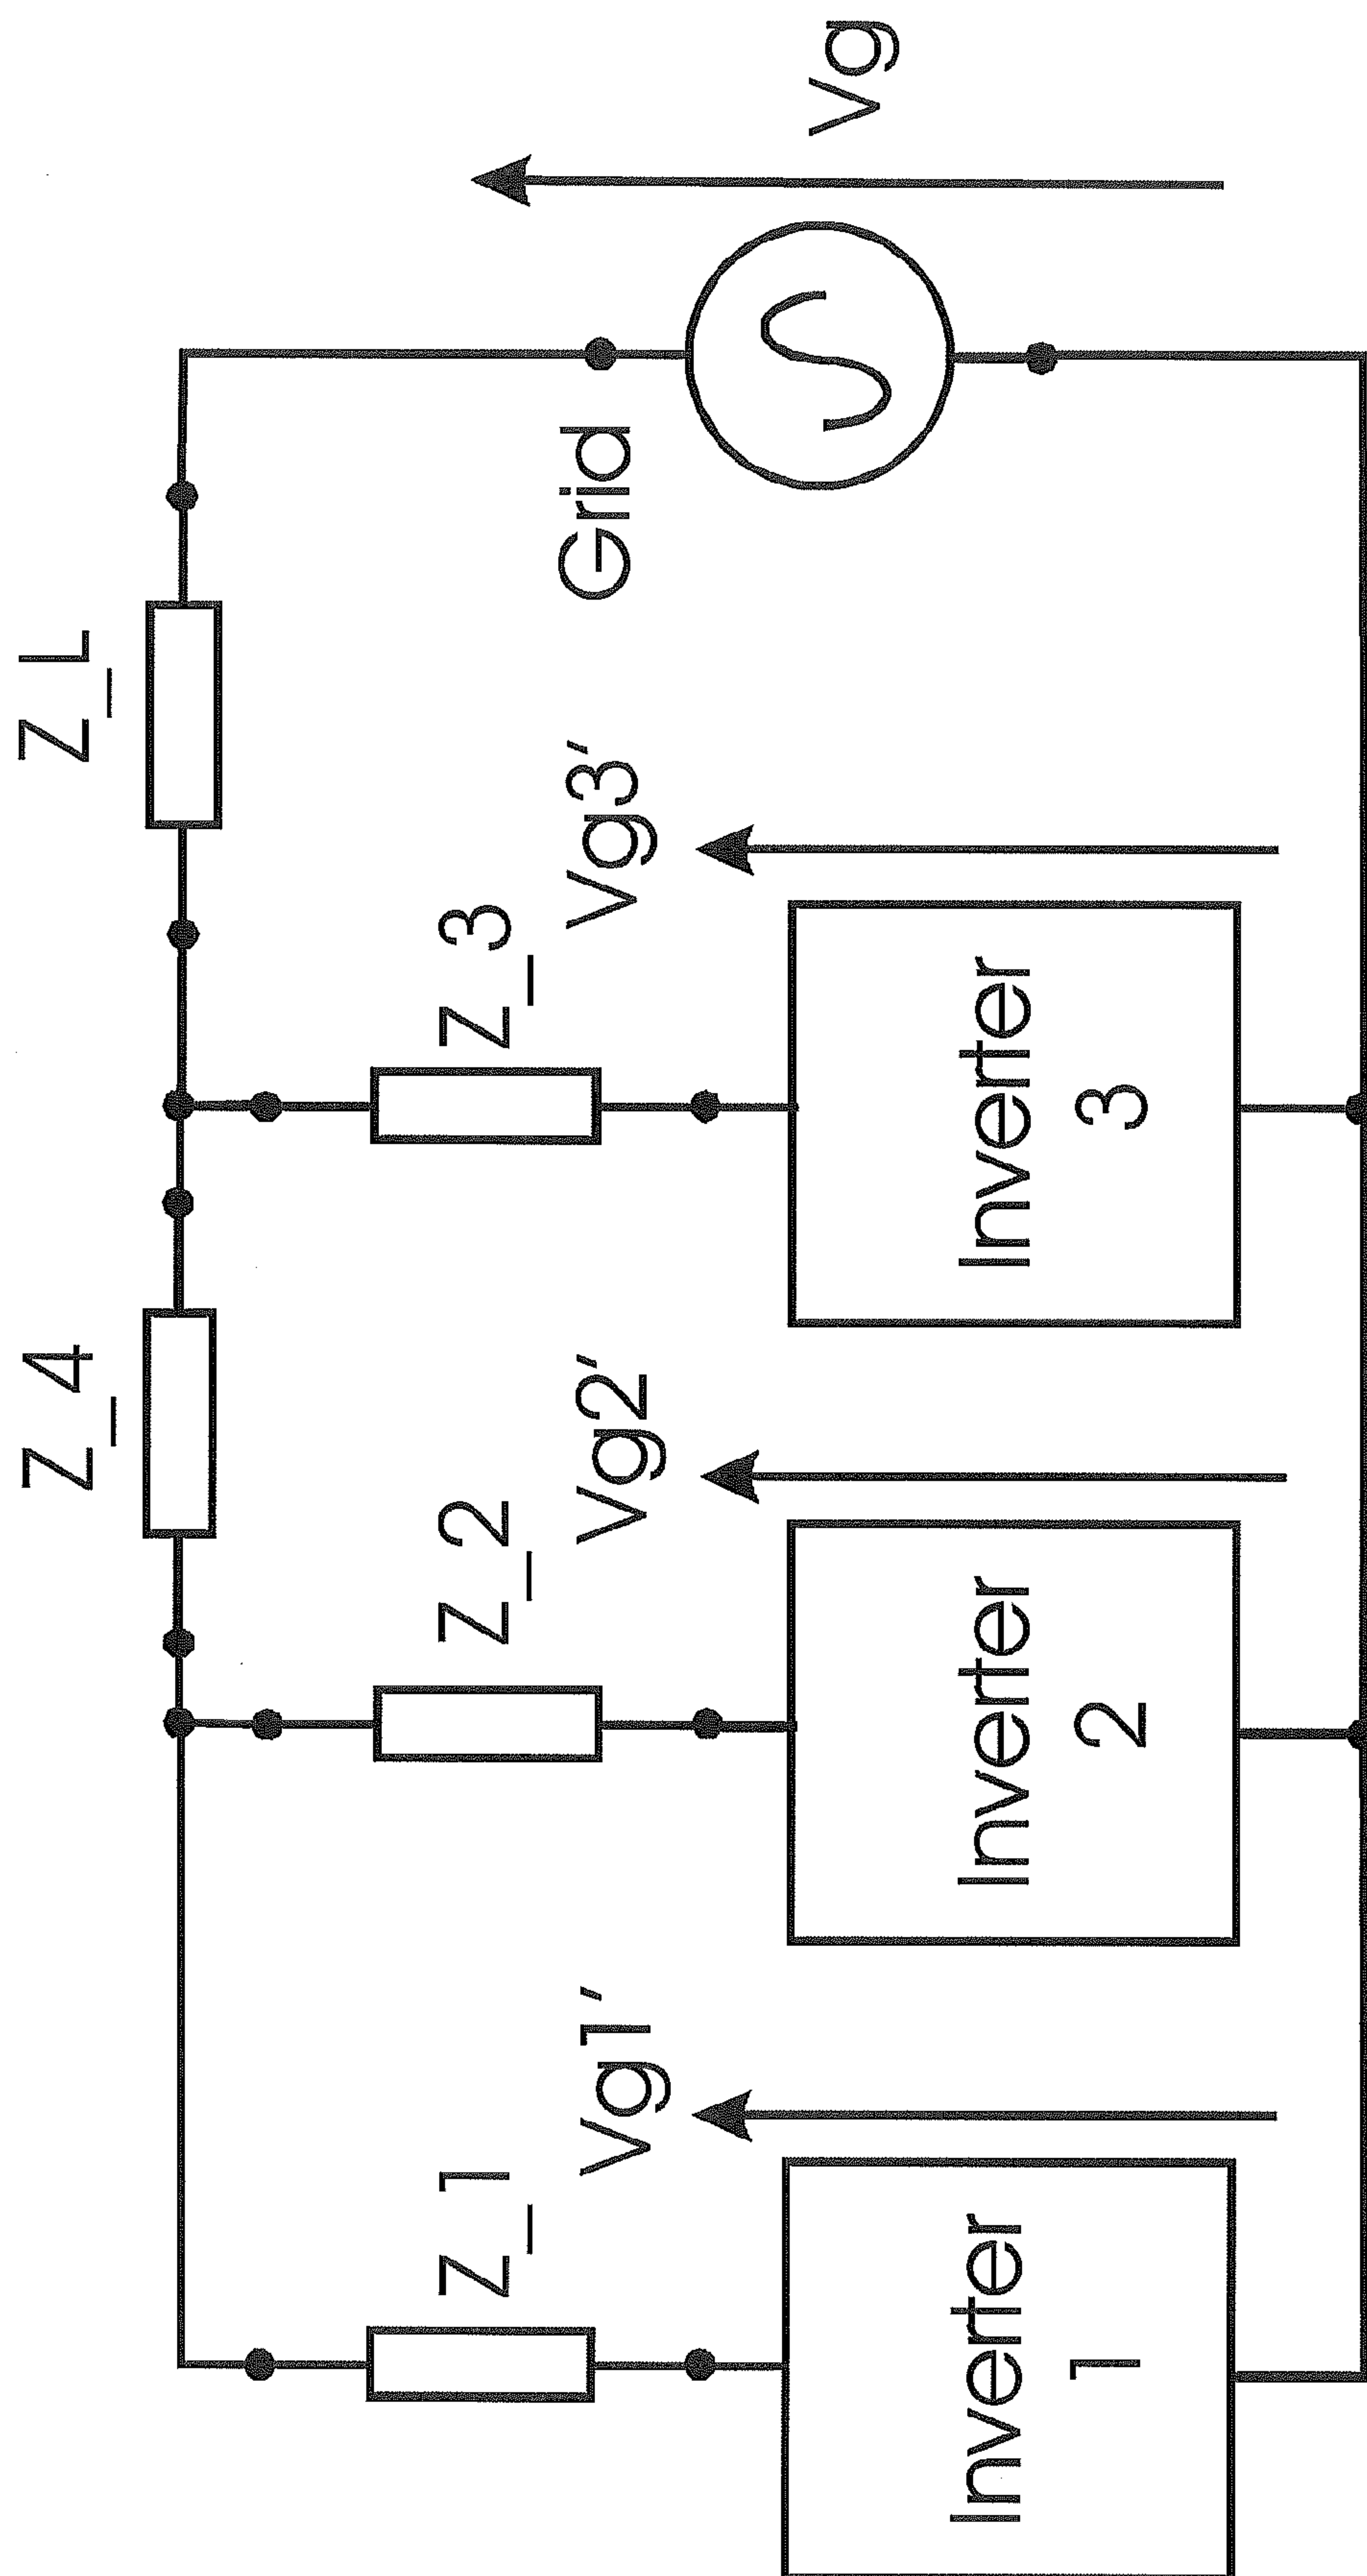 Z_4
Z_L
Z_1
Z_2
Z_3
Vg1′
Vg2′
Vg3′
Grid
Vg
Inverter
1
Inverter
2
Inverter
3